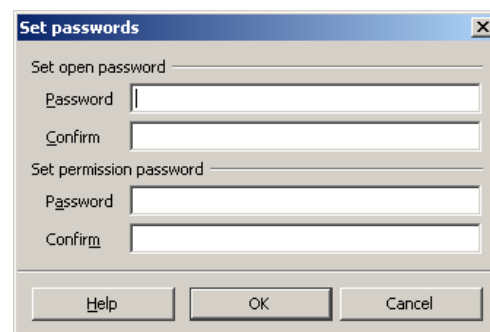 Set passwords
Set open password
Password
Confirm
Set permission password
Password
Confirm
Help OK Cancel